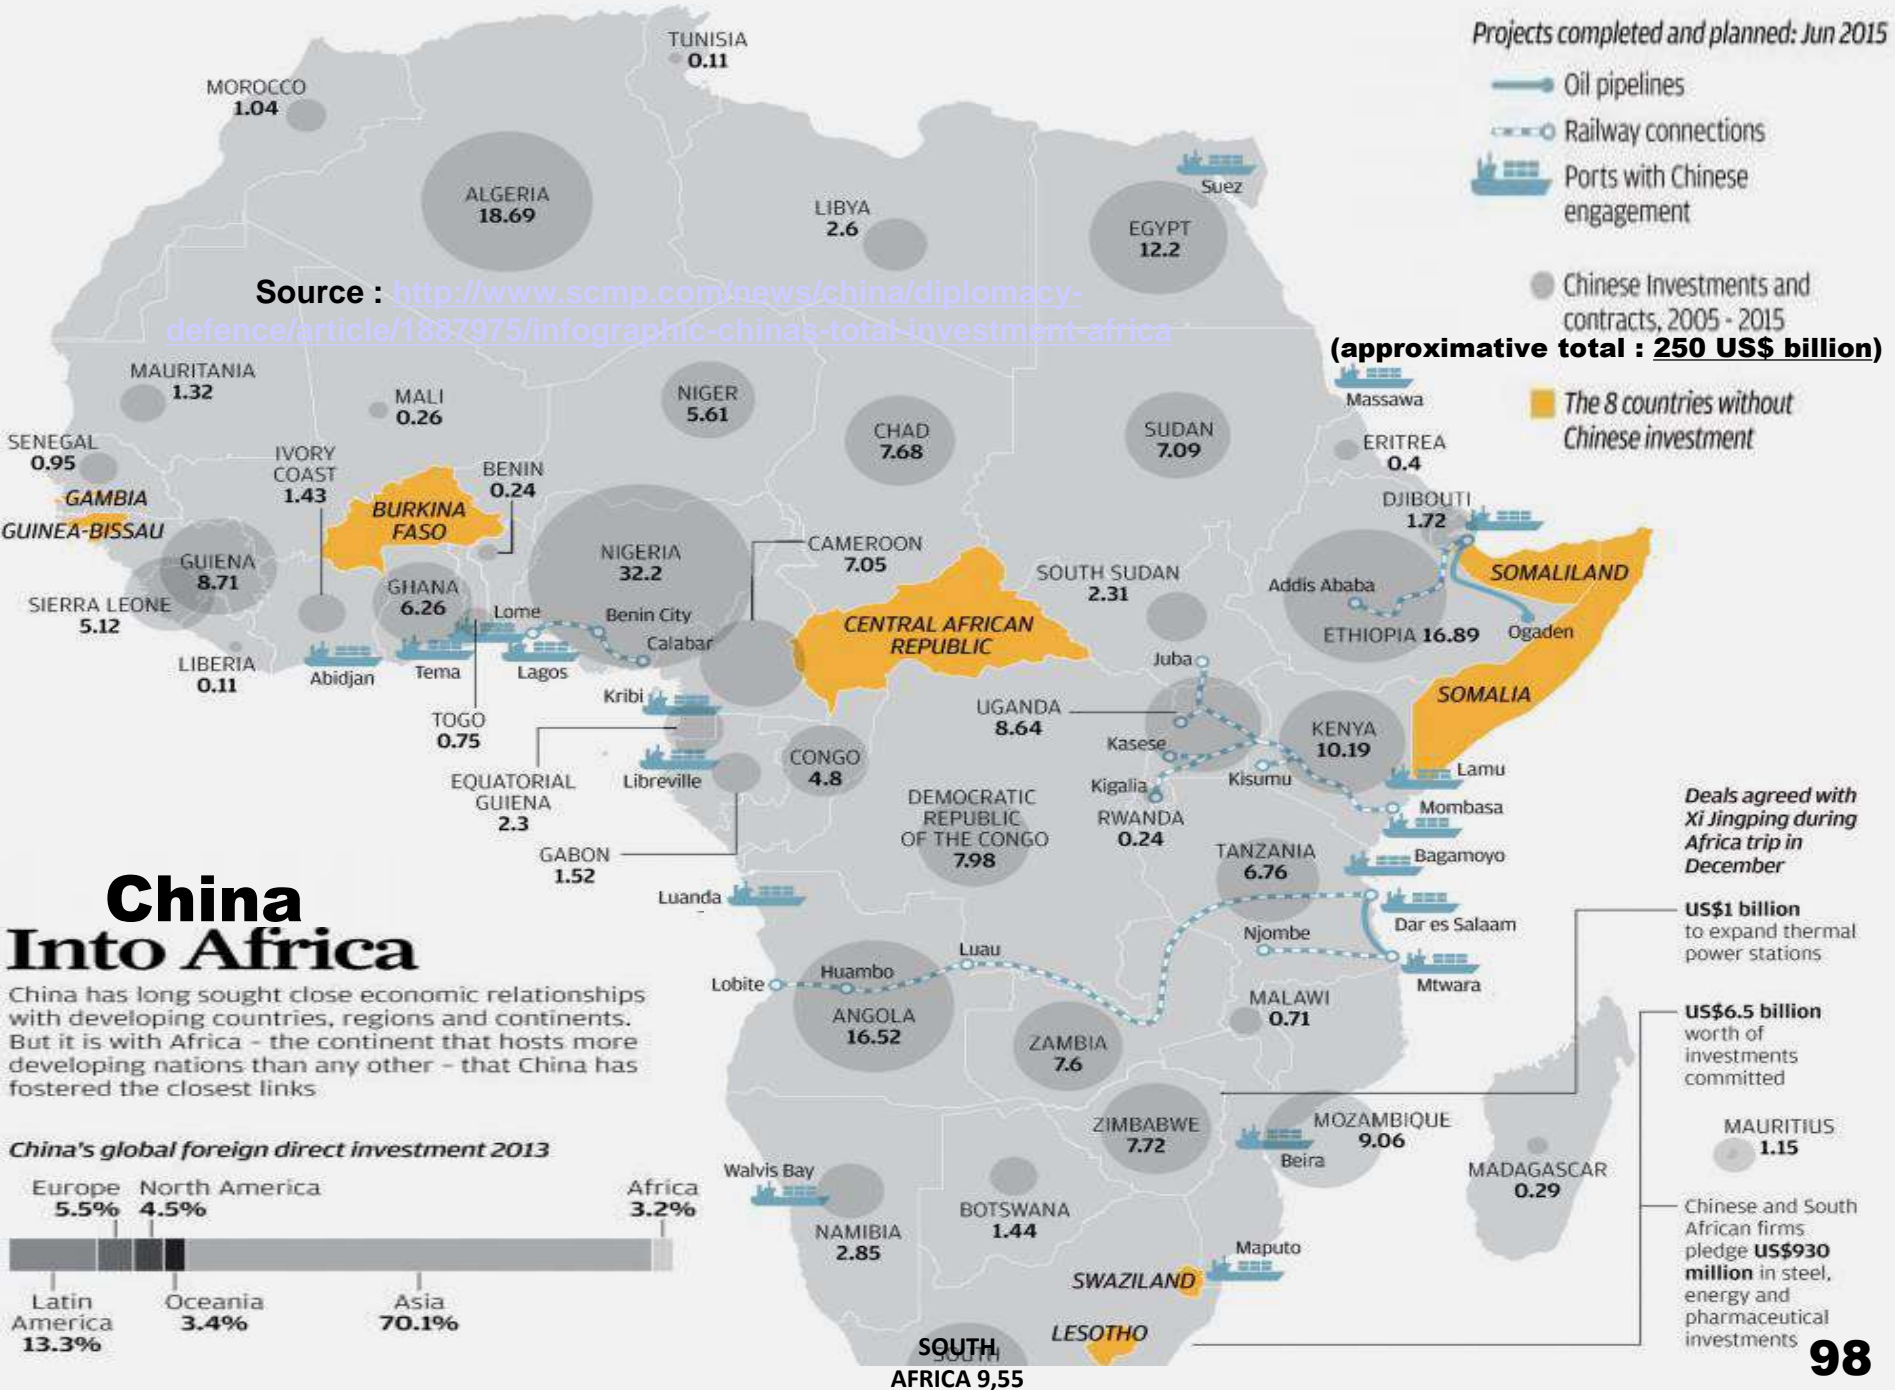 Projects completed and planned: Jun 2015
Oil pipelines
Railway connections
Ports with Chinese
engagement
Chinese Investments and
contracts, 2005 - 2015
(approximative total : 250 US$ billion)
The 8 countries without
Chinese investment
TUNISIA
0.11
MOROCCO
1.04
ALGERIA
18.69
LIBYA
2.6
EGYPT
12.2
Suez
Source : http://www.scmp.com/news/china/diplomacy-
defence/article/1887975/infographic-chinas-total-investment-africa
MAURITANIA
1.32
MALI
0.26
NIGER
5.61
CHAD
7.68
SUDAN
7.09
Massawa
ERITREA
0.4
SENEGAL
0.95
GAMBIA
GUINEA-BISSAU
IVORY
COAST
1.43
BURKINA
FASO
BENIN
0.24
DJIBOUTI
1.72
GUIENA
8.71
SIERRA LEONE
5.12
LIBERIA
0.11
GHANA
6.26
NIGERIA
32.2
CAMEROON
7.05
CENTRAL AFRICAN
REPUBLIC
SOUTH SUDAN
2.31
Addis Ababa
ETHIOPIA 16.89
SOMALILAND
Ogaden
SOMALIA
Lome
Benin City
Calabar
Abidjan
Tema
Lagos
Kribi
TOGO
0.75
EQUATORIAL
GUIENA
2.3
Libreville
GABON
1.52
CONGO
4.8
Juba
UGANDA
8.64
Kasese
Kigalia
RWANDA
0.24
Kisumu
KENYA
10.19
Lamu
Mombasa
DEMOCRATIC
REPUBLIC
OF THE CONGO
7.98
TANZANIA
6.76
Bagamoyo
Dar es Salaam
Njombe
Mtwara
Luanda
Lobite
Huambo
Luau
ANGOLA
16.52
ZAMBIA
7.6
MALAWI
0.71
ZIMBABWE
7.72
MOZAMBIQUE
9.06
Beira
Walvis Bay
NAMIBIA
2.85
BOTSWANA
1.44
MADAGASCAR
0.29
MAURITIUS
1.15
Maputo
SWAZILAND
LESOTHO
SOUTH
SOUTH
AFRICA 9,55
Deals agreed with
Xi Jingping during
Africa trip in
December
US$1 billion
to expand thermal
power stations
US$6.5 billion
worth of
investments
committed
Chinese and South
African firms
pledge US$930
million in steel,
energy and
pharmaceutical
investments
China
Into Africa
China has long sought close economic relationships
with developing countries, regions and continents.
But it is with Africa - the continent that hosts more
developing nations than any other - that China has
fostered the closest links
China's global foreign direct investment 2013
Europe
5.5%
North America
4.5%
Africa
3.2%
Latin
America
13.3%
Oceania
3.4%
Asia
70.1%
98